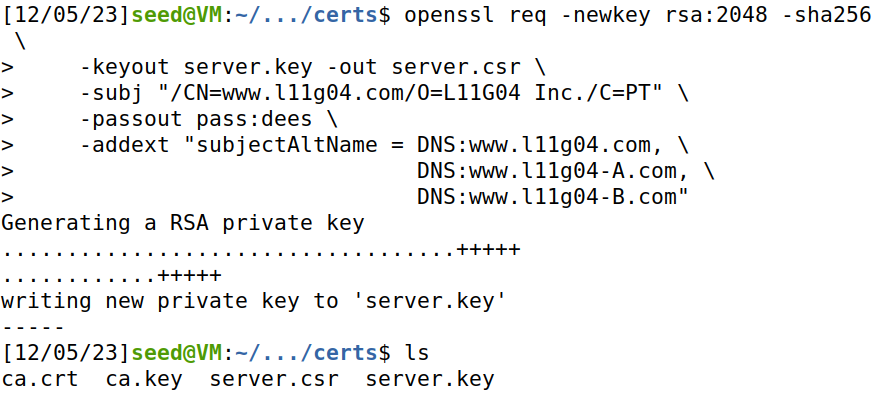 [12/05/23]seed@VM:~/.../certs$ openssl req -newkey rsa:2048 -sha256
 \
>     -keyout server.key -out server.csr \
>     -subj "/CN=www.l11g04.com/O=L11G04 Inc./C=PT" \
>     -passout pass:dees \
>     -addext "subjectAltName = DNS:www.l11g04.com, \
>                               DNS:www.l11g04-A.com, \
>                               DNS:www.l11g04-B.com"
Generating a RSA private key
...................................+++++
............+++++
writing new private key to 'server.key'
-----
[12/05/23]seed@VM:~/.../certs$ ls
ca.crt  ca.key  server.csr  server.key